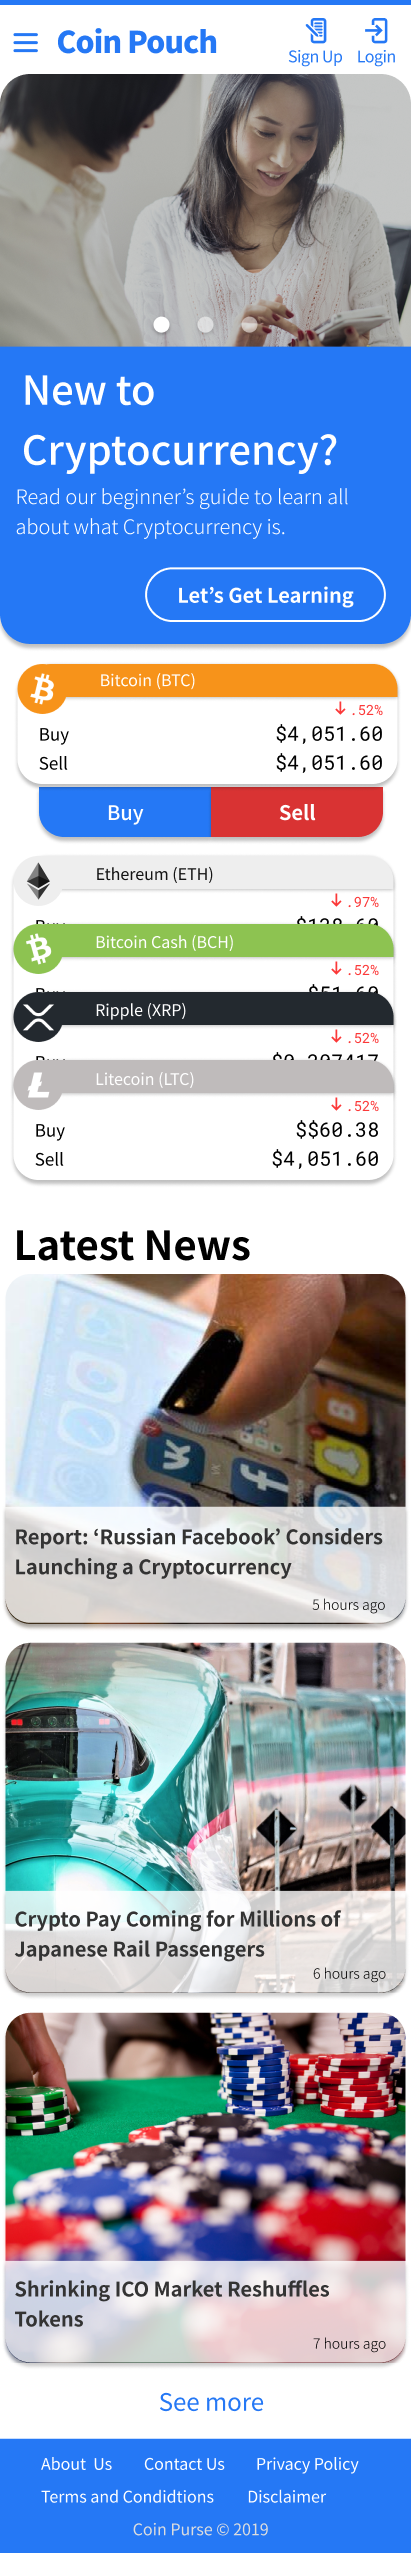 Coin Pouch
Sign Up
Login
New to
Cryptocurrency?
Read our beginner’s guide to learn all
about what Cryptocurrency is.
Let’s Get Learning
Bitcoin (BTC)
.52%
Buy $4,051.60
Sell $4,051.60
Buy Sell
Ethereum (ETH)
.97%
Bitcoin Cash (BCH)
.52%
Ripple (XRP)
.52%
Litecoin (LTC)
.52%
Buy $$60.38
Sell $4,051.60
Latest News
Report: ‘Russian Facebook’ Considers
Launching a Cryptocurrency
5 hours ago
Crypto Pay Coming for Millions of
Japanese Rail Passengers
6 hours ago
Shrinking ICO Market Reshuffles
Tokens
7 hours ago
See more
About  Us Contact Us Privacy Policy
Terms and Condidtions Disclaimer
Coin Purse © 2019